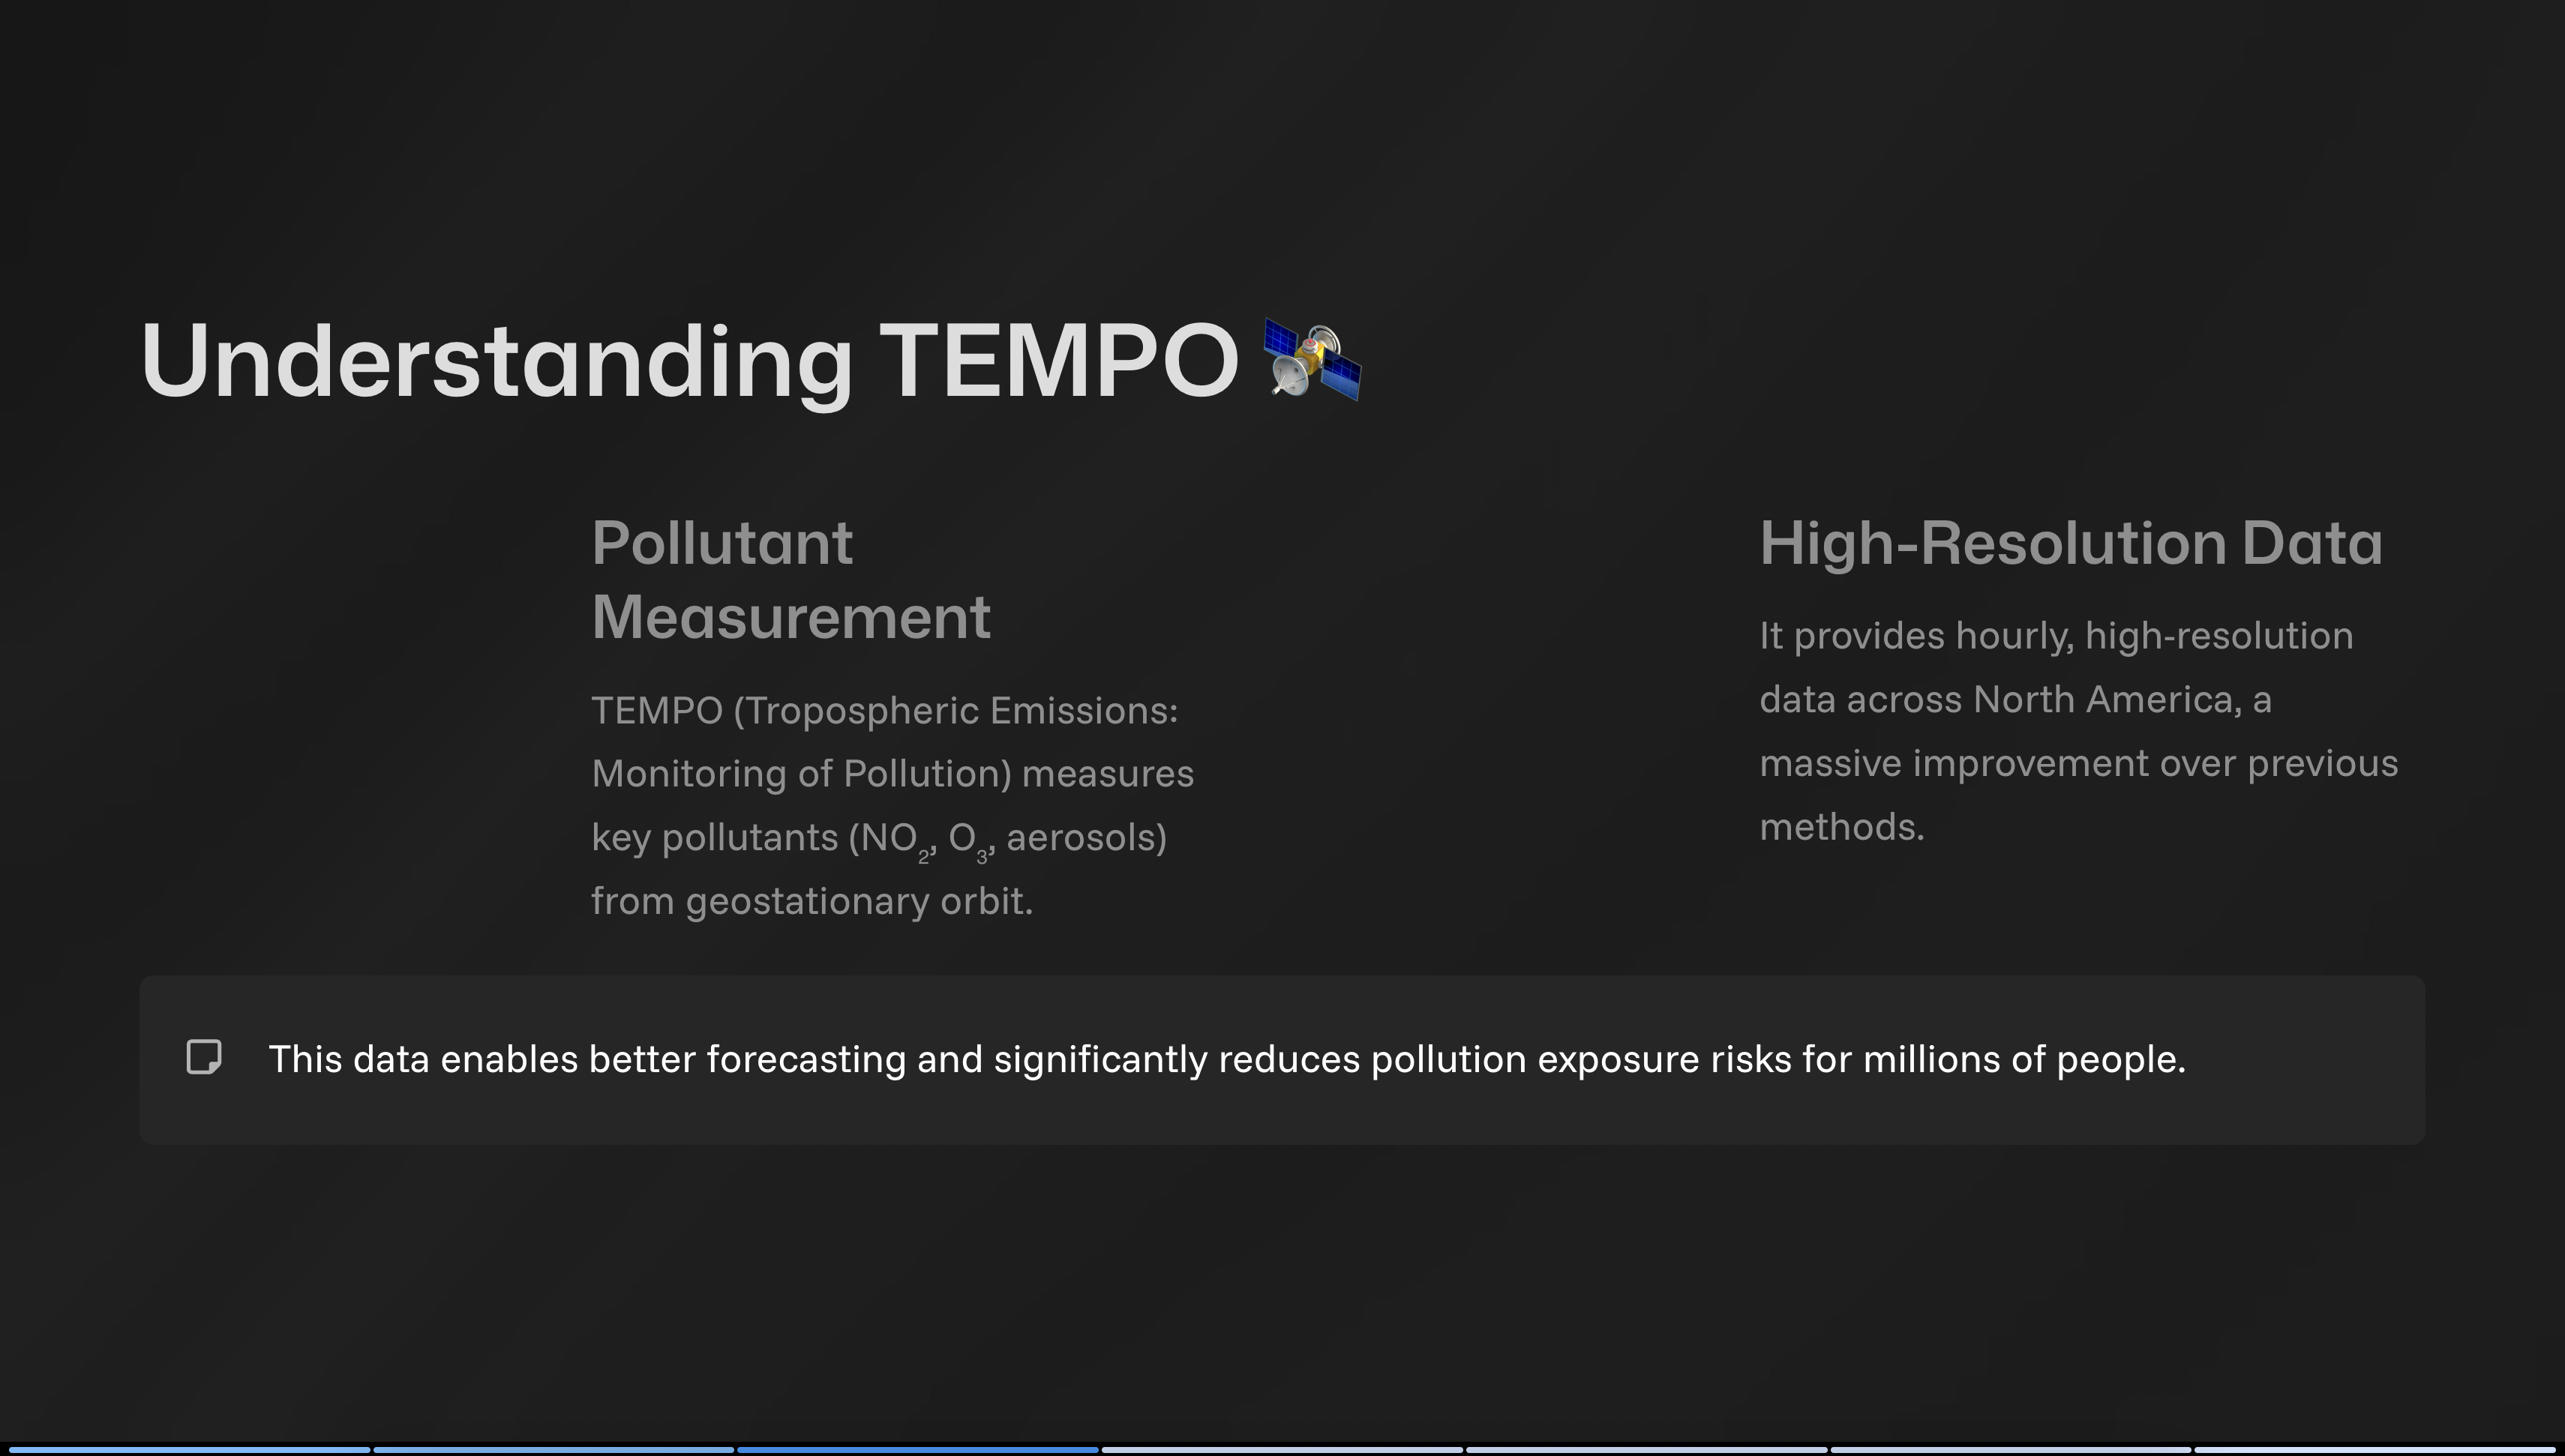 Understanding TEMPO
Pollutant
Measurement
TEMPO (Tropospheric Emissions:
Monitoring of Pollution) measures
key pollutants (NO₂, O₃, aerosols)
from geostationary orbit.
High-Resolution Data
It provides hourly, high-resolution
data across North America, a
massive improvement over previous
methods.
This data enables better forecasting and significantly reduces pollution exposure risks for millions of people.